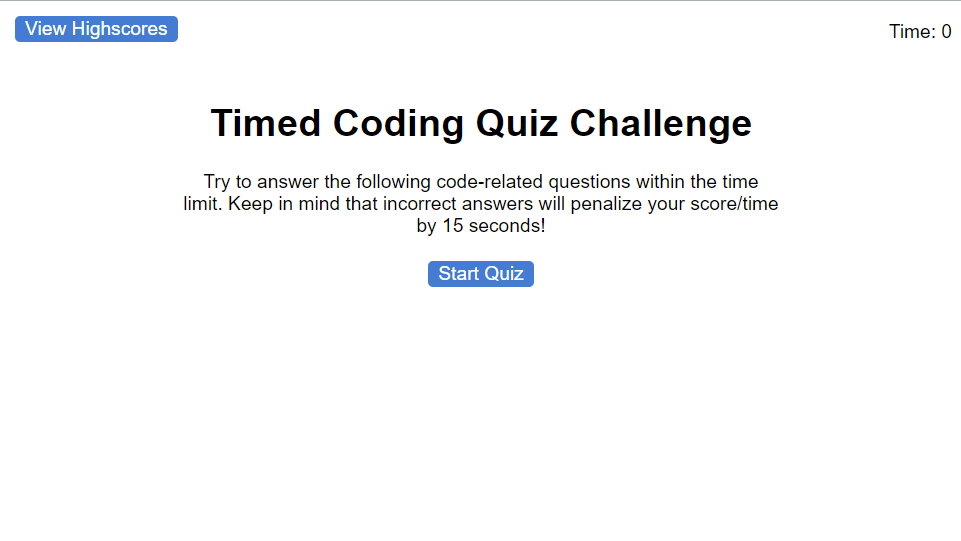 View Highscores
Time: 0
Timed Coding Quiz Challenge
Try to answer the following code-related questions within the time
limit. Keep in mind that incorrect answers will penalize your score/time
by 15 seconds!
Start Quiz